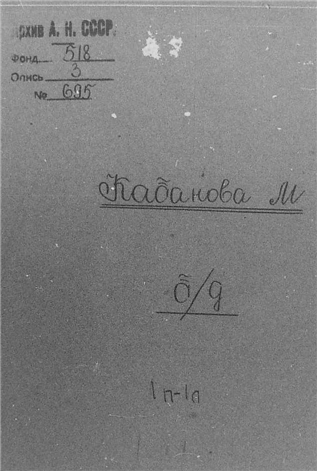 Архив А. Н. СССР
Фонд 518
Опись 3
№ 695
Кабанова М
б/д
1п-1п